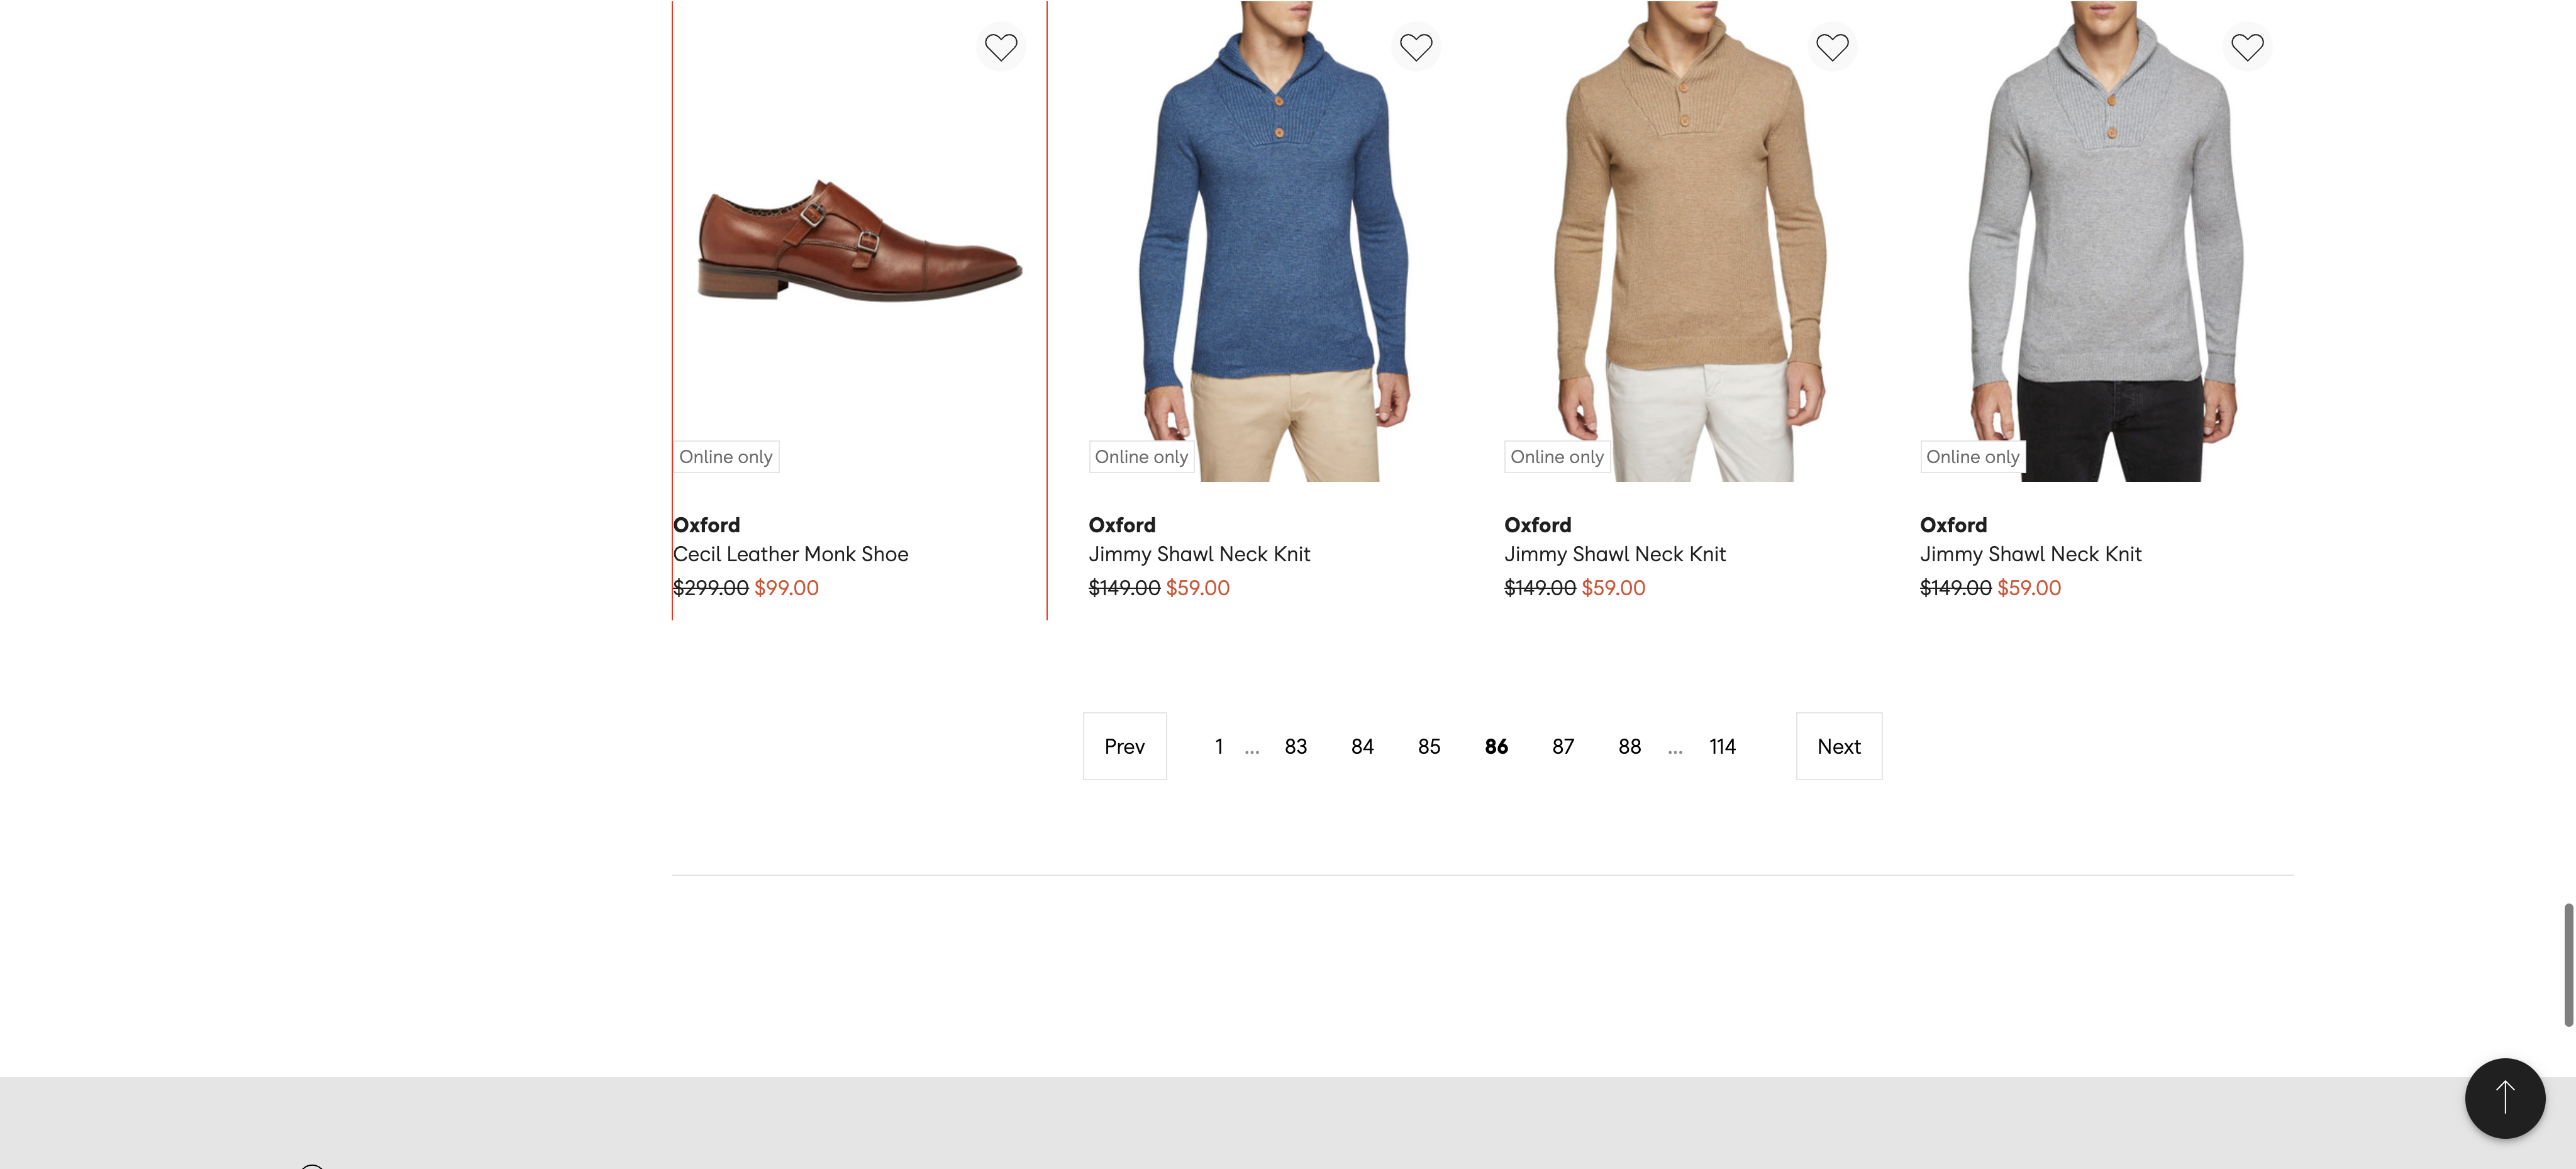 Online only
Online only
Online only
Online only
Oxford
Cecil Leather Monk Shoe
$299.00 $99.00
Oxford
Jimmy Shawl Neck Knit
$149.00 $59.00
Oxford
Jimmy Shawl Neck Knit
$149.00 $59.00
Oxford
Jimmy Shawl Neck Knit
$149.00 $59.00
Prev 1 ... 83 84 85 86 87 88 ... 114 Next